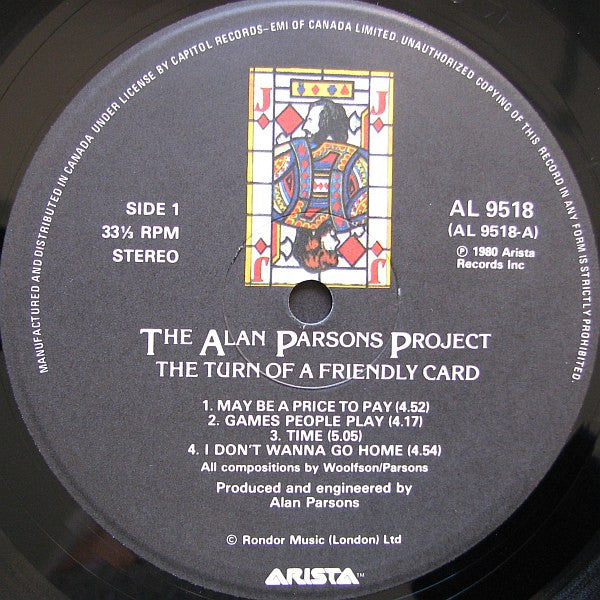 MANUFACTURED AND DISTRIBUTED IN CANADA UNDER LICENSE BY CAPITOL RECORDS-EMI OF CANADA LIMITED. UNAUTHORIZED COPYING OF THIS RECORD IN ANY FORM IS STRICTLY PROHIBITED.
J J
SIDE 1
33⅓ RPM
STEREO
AL 9518
(AL 9518-A)
℗ 1980 Arista
Records Inc
J J
THE ALAN PARSONS PROJECT
THE TURN OF A FRIENDLY CARD
1. MAY BE A PRICE TO PAY (4.52)
2. GAMES PEOPLE PLAY (4.17)
3. TIME (5.05)
4. I DON'T WANNA GO HOME (4.54)
All compositions by Woolfson/Parsons
Produced and engineered by
Alan Parsons
© Rondor Music (London) Ltd
ARISTA™